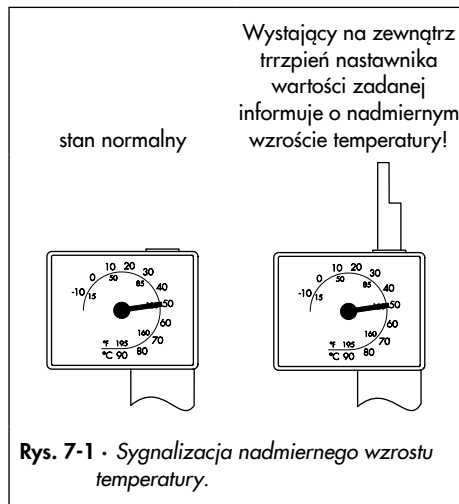 Wystający na zewnątrz
trrzpień nastawnika
wartości zadanej
informuje o nadmiernym
wzroście temperatury!
stan normalny
-10 0 10 20 30 40 50 60 70 80 90 °C
15 50 85 160 195 °F
-10 0 10 20 30 40 50 60 70 80 90 °C
15 50 85 160 195 °F
Rys. 7-1 · Sygnalizacja nadmiernego wzrostu
temperatury.